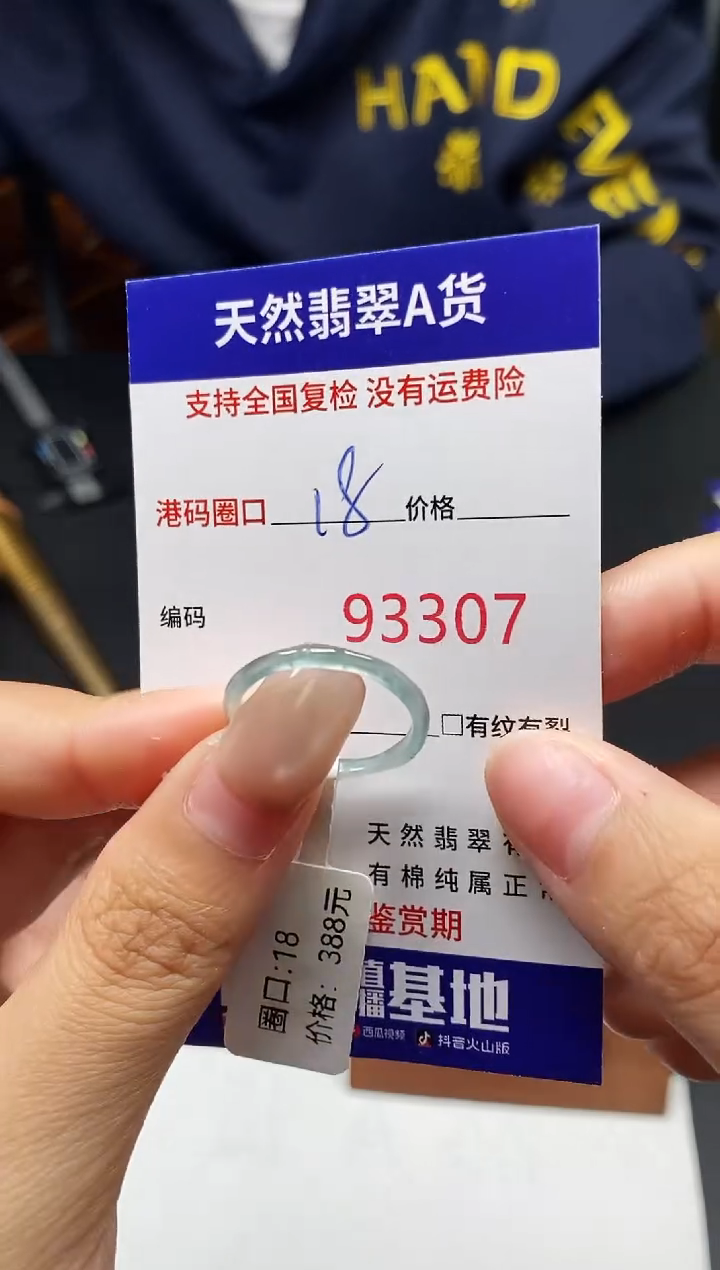 HAND
EVE
天然翡翠A货
支持全国复检 没有运费险
港码圈口 18 价格
编码 93307
□有纹有裂
天然翡翠
有棉纯属正
鉴赏期
圈口:18
价格: 388元
直播基地
西瓜视频 抖音火山版